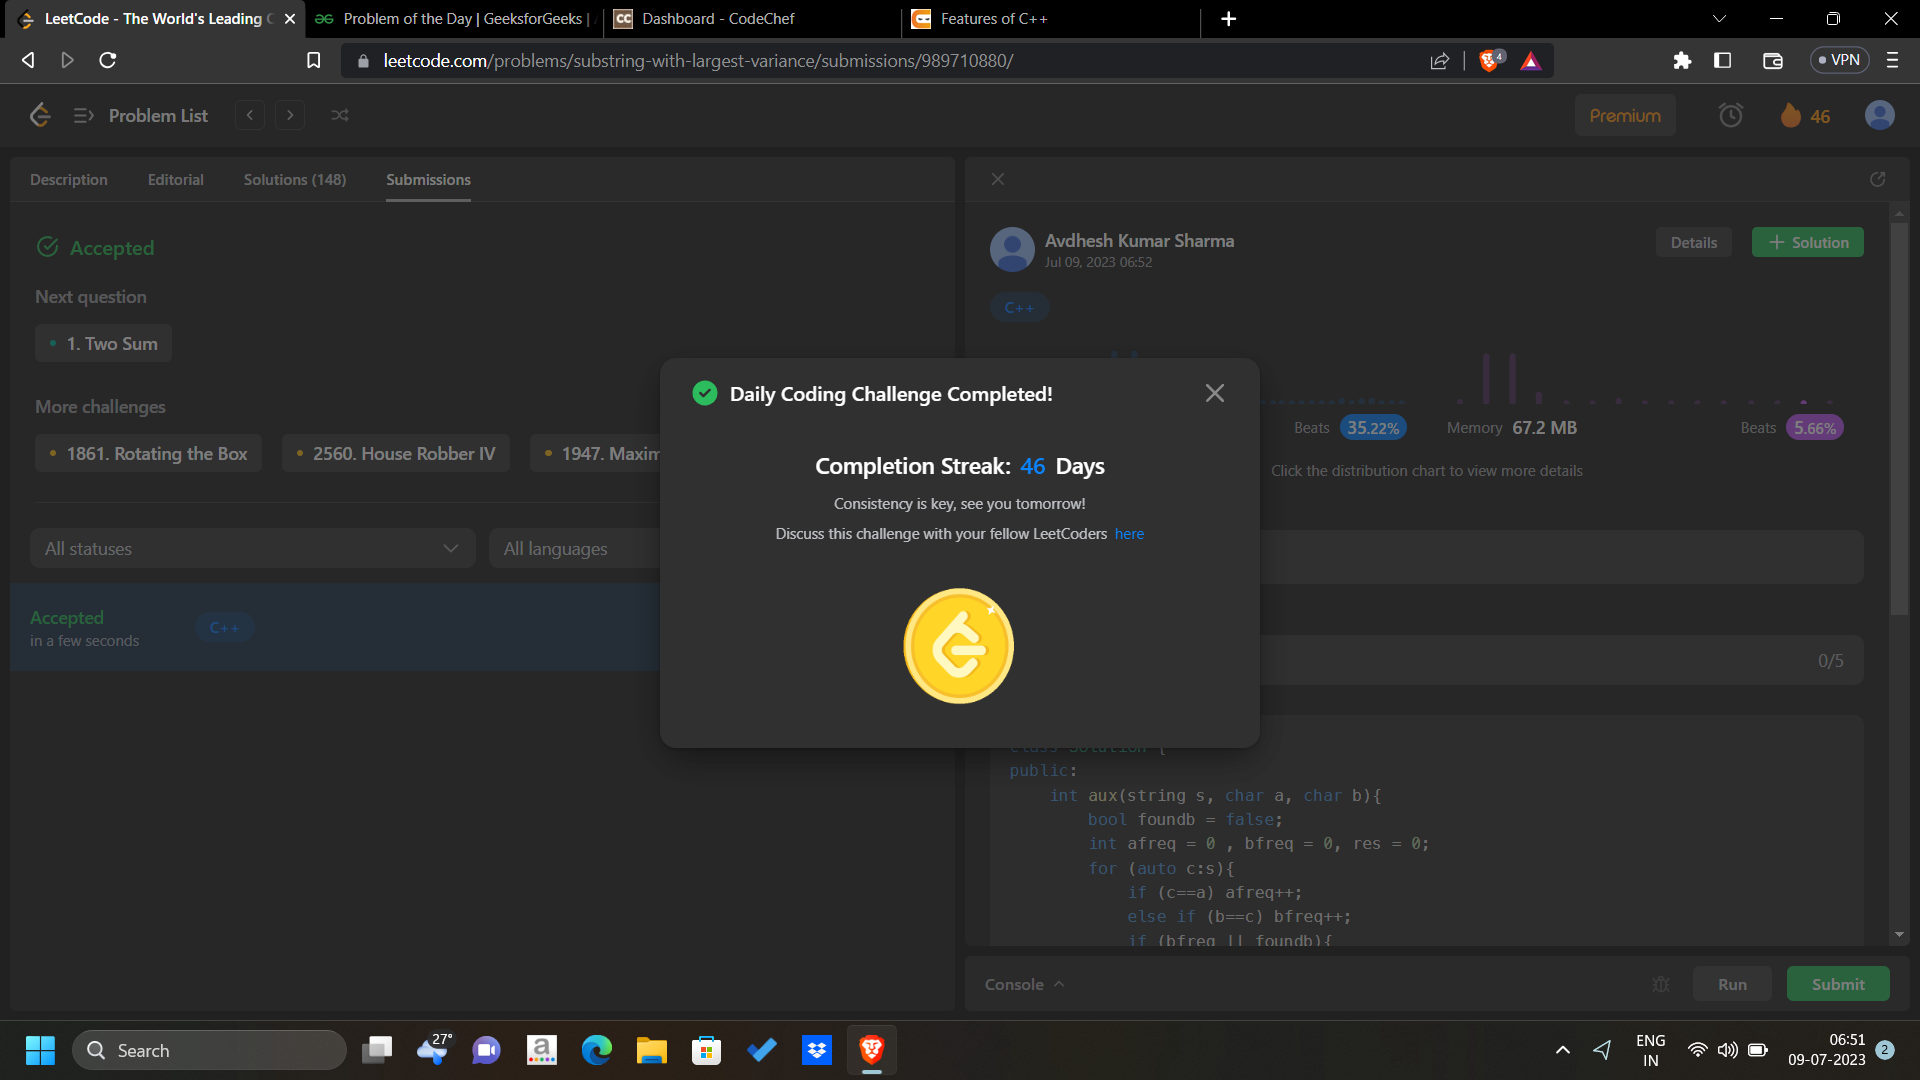 LeetCode - The World's Leading C
Problem of the Day | GeeksforGeeks |
CC Dashboard - CodeChef
Features of C++
leetcode.com/problems/substring-with-largest-variance/submissions/989710880/
4
VPN
Problem List
Premium
46
Description Editorial Solutions (148) Submissions
Accepted
Next question
1. Two Sum
More challenges
1861. Rotating the Box 2560. House Robber IV 1947. Maxim
All statuses All languages
Accepted
in a few seconds
C++
Avdhesh Kumar Sharma
Jul 09, 2023 06:52
Details
Solution
C++
Beats 35.22% Memory 67.2 MB Beats 5.66%
Click the distribution chart to view more details
0/5
Daily Coding Challenge Completed!
Completion Streak: 46 Days
Consistency is key, see you tomorrow!
Discuss this challenge with your fellow LeetCoders here
class Solution {
public:
int aux(string s, char a, char b){
bool foundb = false;
int afreq = 0 , bfreq = 0, res = 0;
for (auto c:s){
if (c==a) afreq++;
else if (b==c) bfreq++;
if (bfreq || foundb){
Console
Run
Submit
Search
27°
a
ENG
IN
06:51
09-07-2023
2